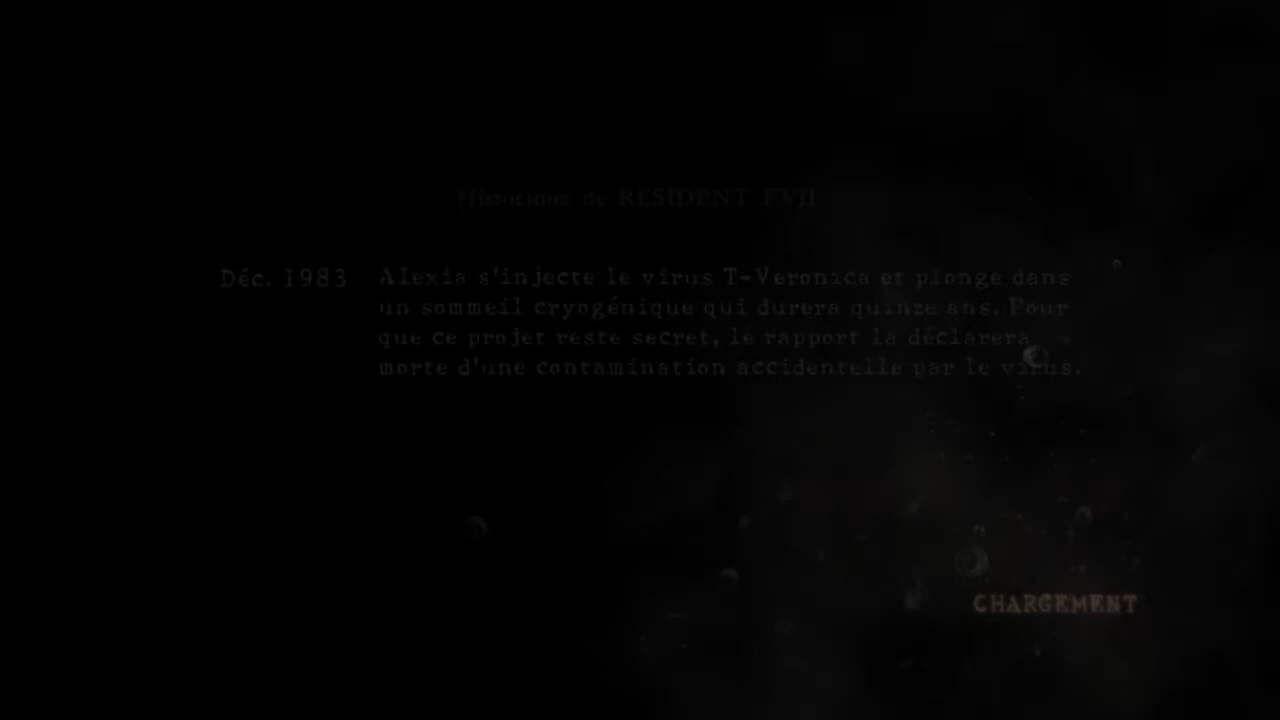 Historique de RESIDENT EVIL
Déc. 1983 Alexia s'injecte le virus T-Veronica et plonge dans
un sommeil cryogénique qui durera quinze ans. Pour
que ce projet reste secret, le rapport la déclarera
morte d'une contamination accidentelle par le virus.
CHARGEMENT